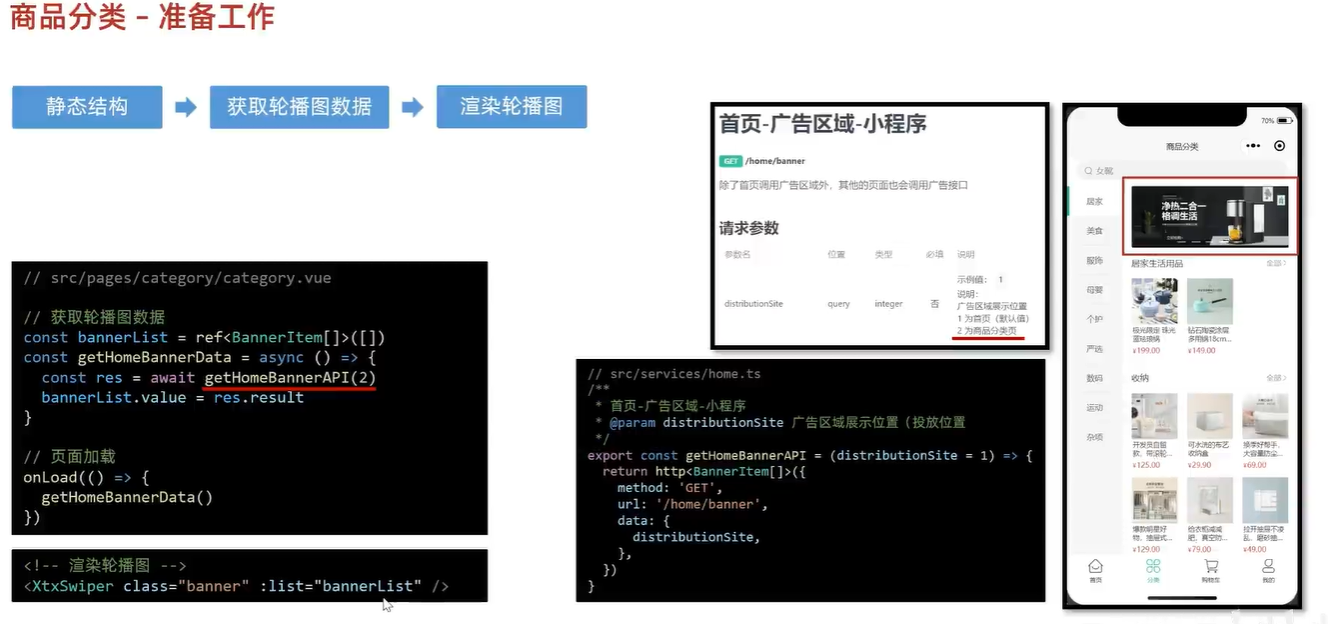 商品分类 - 准备工作
静态结构
获取轮播图数据
渲染轮播图
// src/pages/category/category.vue
// 获取轮播图数据
const bannerList = ref<BannerItem[]>([])
const getHomeBannerData = async () => {
const res = await getHomeBannerAPI(2)
bannerList.value = res.result
}
// 页面加载
onLoad(() => {
getHomeBannerData()
})
<!-- 渲染轮播图 -->
<XtxSwiper class="banner" :list="bannerList" />
首页-广告区域-小程序
GET /home/banner
除了首页调用广告区域外，其他的页面也会调用广告接口
请求参数
参数名 位置 类型 必填 说明
distributionSite query integer 否
示例值： 1
说明：
广告区域展示位置
1 为首页（默认值）
2 为商品分类页
// src/services/home.ts
/**
* 首页-广告区域-小程序
* @param distributionSite 广告区域展示位置（投放位置
*/
export const getHomeBannerAPI = (distributionSite = 1) => {
return http<BannerItem[]>({
method: 'GET',
url: '/home/banner',
data: {
distributionSite,
},
})
}
70%
商品分类
女靴
居家
美食
服饰
母婴
个护
严选
数码
运动
杂项
净热二合一
格调生活
居家生活用品 全部
极光限定 珠光
蓝珐琅锅
¥199.00
钻石陶瓷涂层
多用锅18cm...
¥149.00
收纳 全部
开发员自留
款，带滚轮...
¥125.00
可水洗的布艺
收纳盒
¥29.90
换季好帮手，
大容量防尘...
¥69.00
爆款明星好
物，抽屉式...
¥129.00
给衣柜减减
肥，真空防...
¥79.00
拉开抽屉不凌
乱，磨砂抽...
¥49.00
首页
分类
购物车
我的